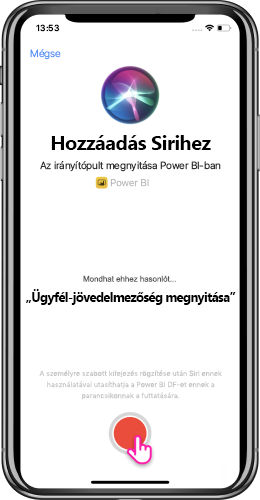 13:53
Mégse
Hozzáadás Sirihez
Az irányítópult megnyitása Power BI-ban
Power BI
Mondhat ehhez hasonlót...
„Ügyfél-jövedelmezőség megnyitása”
A személyre szabott kifejezés rögzítése után Siri ennek
használatával utasíthatja a Power BI DF-et ennek a
parancsikonnak a futtatására.